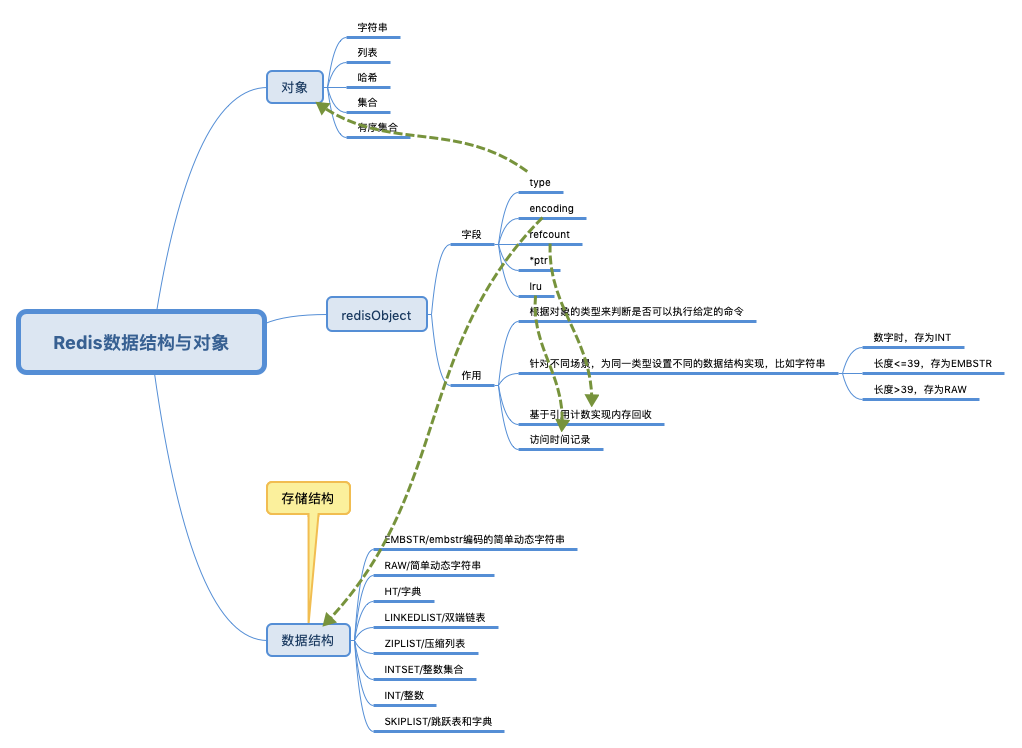 Redis数据结构与对象
对象
字符串
列表
哈希
集合
有序集合
redisObject
字段
type
encoding
refcount
*ptr
lru
作用
根据对象的类型来判断是否可以执行给定的命令
针对不同场景，为同一类型设置不同的数据结构实现，比如字符串
数字时，存为INT
长度<=39，存为EMBSTR
长度>39，存为RAW
基于引用计数实现内存回收
访问时间记录
存储结构
数据结构
EMBSTR/embstr编码的简单动态字符串
RAW/简单动态字符串
HT/字典
LINKEDLIST/双端链表
ZIPLIST/压缩列表
INTSET/整数集合
INT/整数
SKIPLIST/跳跃表和字典